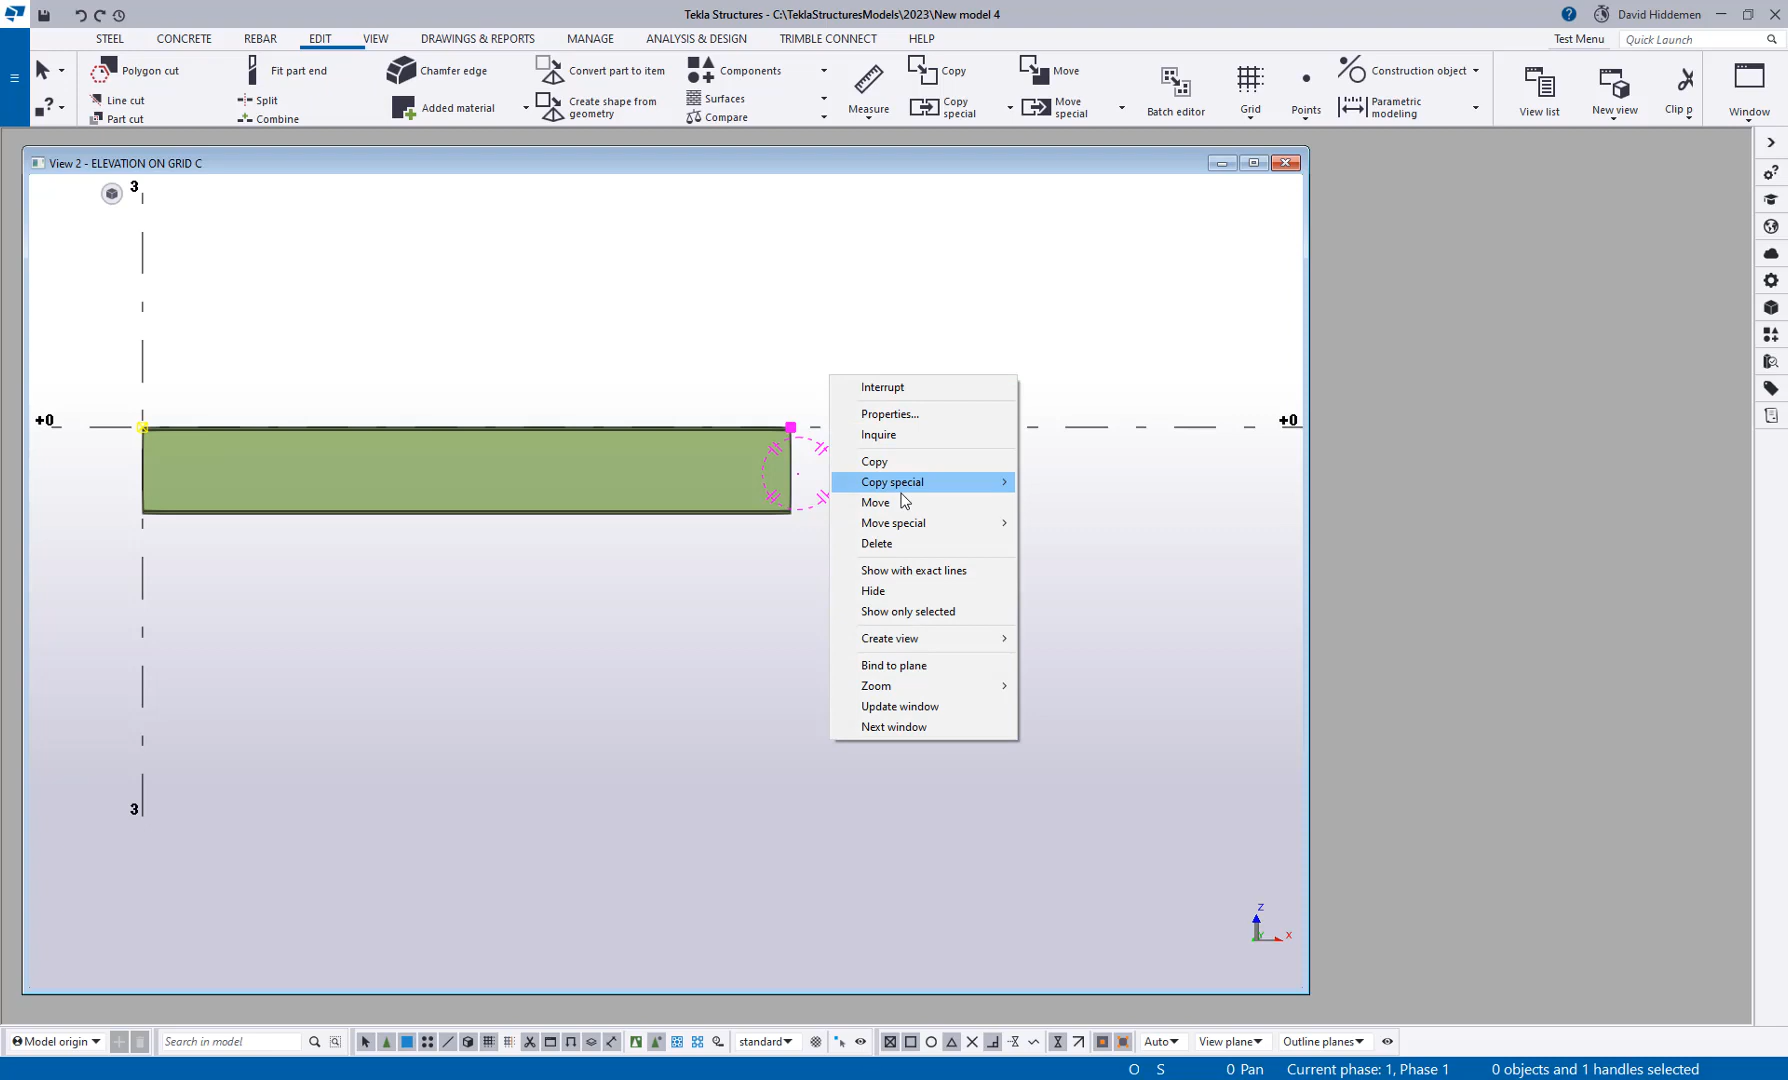 Tekla Structures - C:\TeklaStructuresModels\2023\New model 4
David Hiddemen
STEEL
CONCRETE
REBAR
EDIT
VIEW
DRAWINGS & REPORTS
MANAGE
ANALYSIS & DESIGN
TRIMBLE CONNECT
HELP
Test Menu
Quick Launch
Polygon cut
Line cut
Part cut
Fit part end
Split
Combine
Chamfer edge
Added material
Convert part to item
Create shape from
geometry
Components
Surfaces
Compare
Measure
Copy
Copy
special
Move
Move
special
Batch editor
Grid
Points
Construction object
Parametric
modeling
View list
New view
Clip p
Window
View 2 - ELEVATION ON GRID C
3
+0
+0
3
Interrupt
Properties...
Inquire
Copy
Copy special
Move
Move special
Delete
Show with exact lines
Hide
Show only selected
Create view
Bind to plane
Zoom
Update window
Next window
Z
Y
X
Model origin
Search in model
standard
Auto
View plane
Outline planes
O S 0 Pan Current phase: 1, Phase 1 0 objects and 1 handles selected